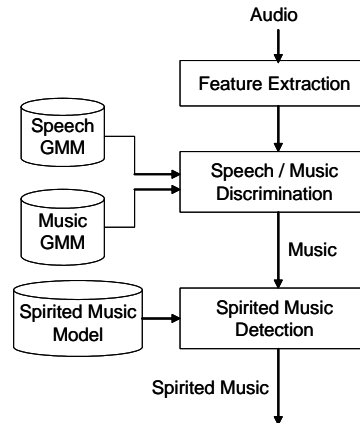 Audio
Feature Extraction
Speech
GMM
Speech / Music
Discrimination
Music
GMM
Music
Spirited Music
Model
Spirited Music
Detection
Spirited Music